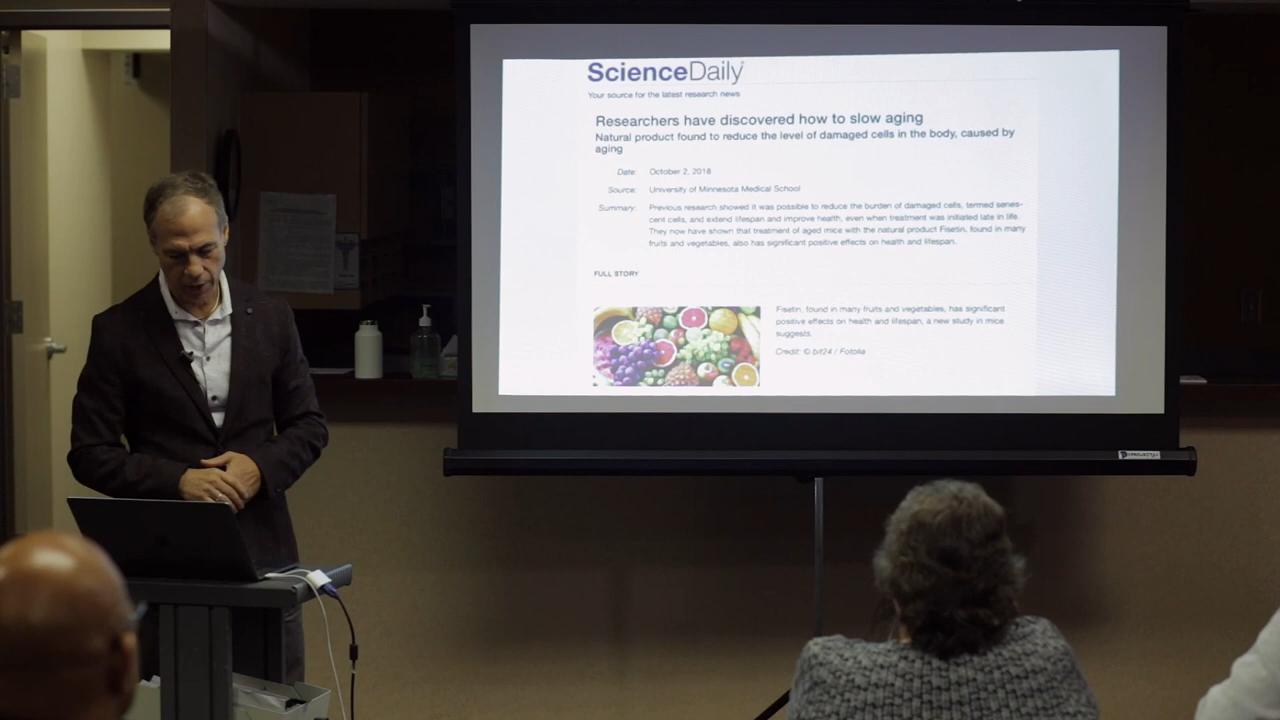 ScienceDaily
Your source for the latest research news
Researchers have discovered how to slow aging
Natural product found to reduce the level of damaged cells in the body, caused by
aging
Date: October 2, 2018
Source: University of Minnesota Medical School
Summary: Previous research showed it was possible to reduce the burden of damaged cells, termed senes-
cent cells, and extend lifespan and improve health, even when treatment was initiated late in life.
They now have shown that treatment of aged mice with the natural product Fisetin, found in many
fruits and vegetables, also has significant positive effects on health and lifespan.
FULL STORY
Fisetin, found in many fruits and vegetables, has significant
positive effects on health and lifespan, a new study in mice
suggests.
Credit: © bit24 / Fotolia